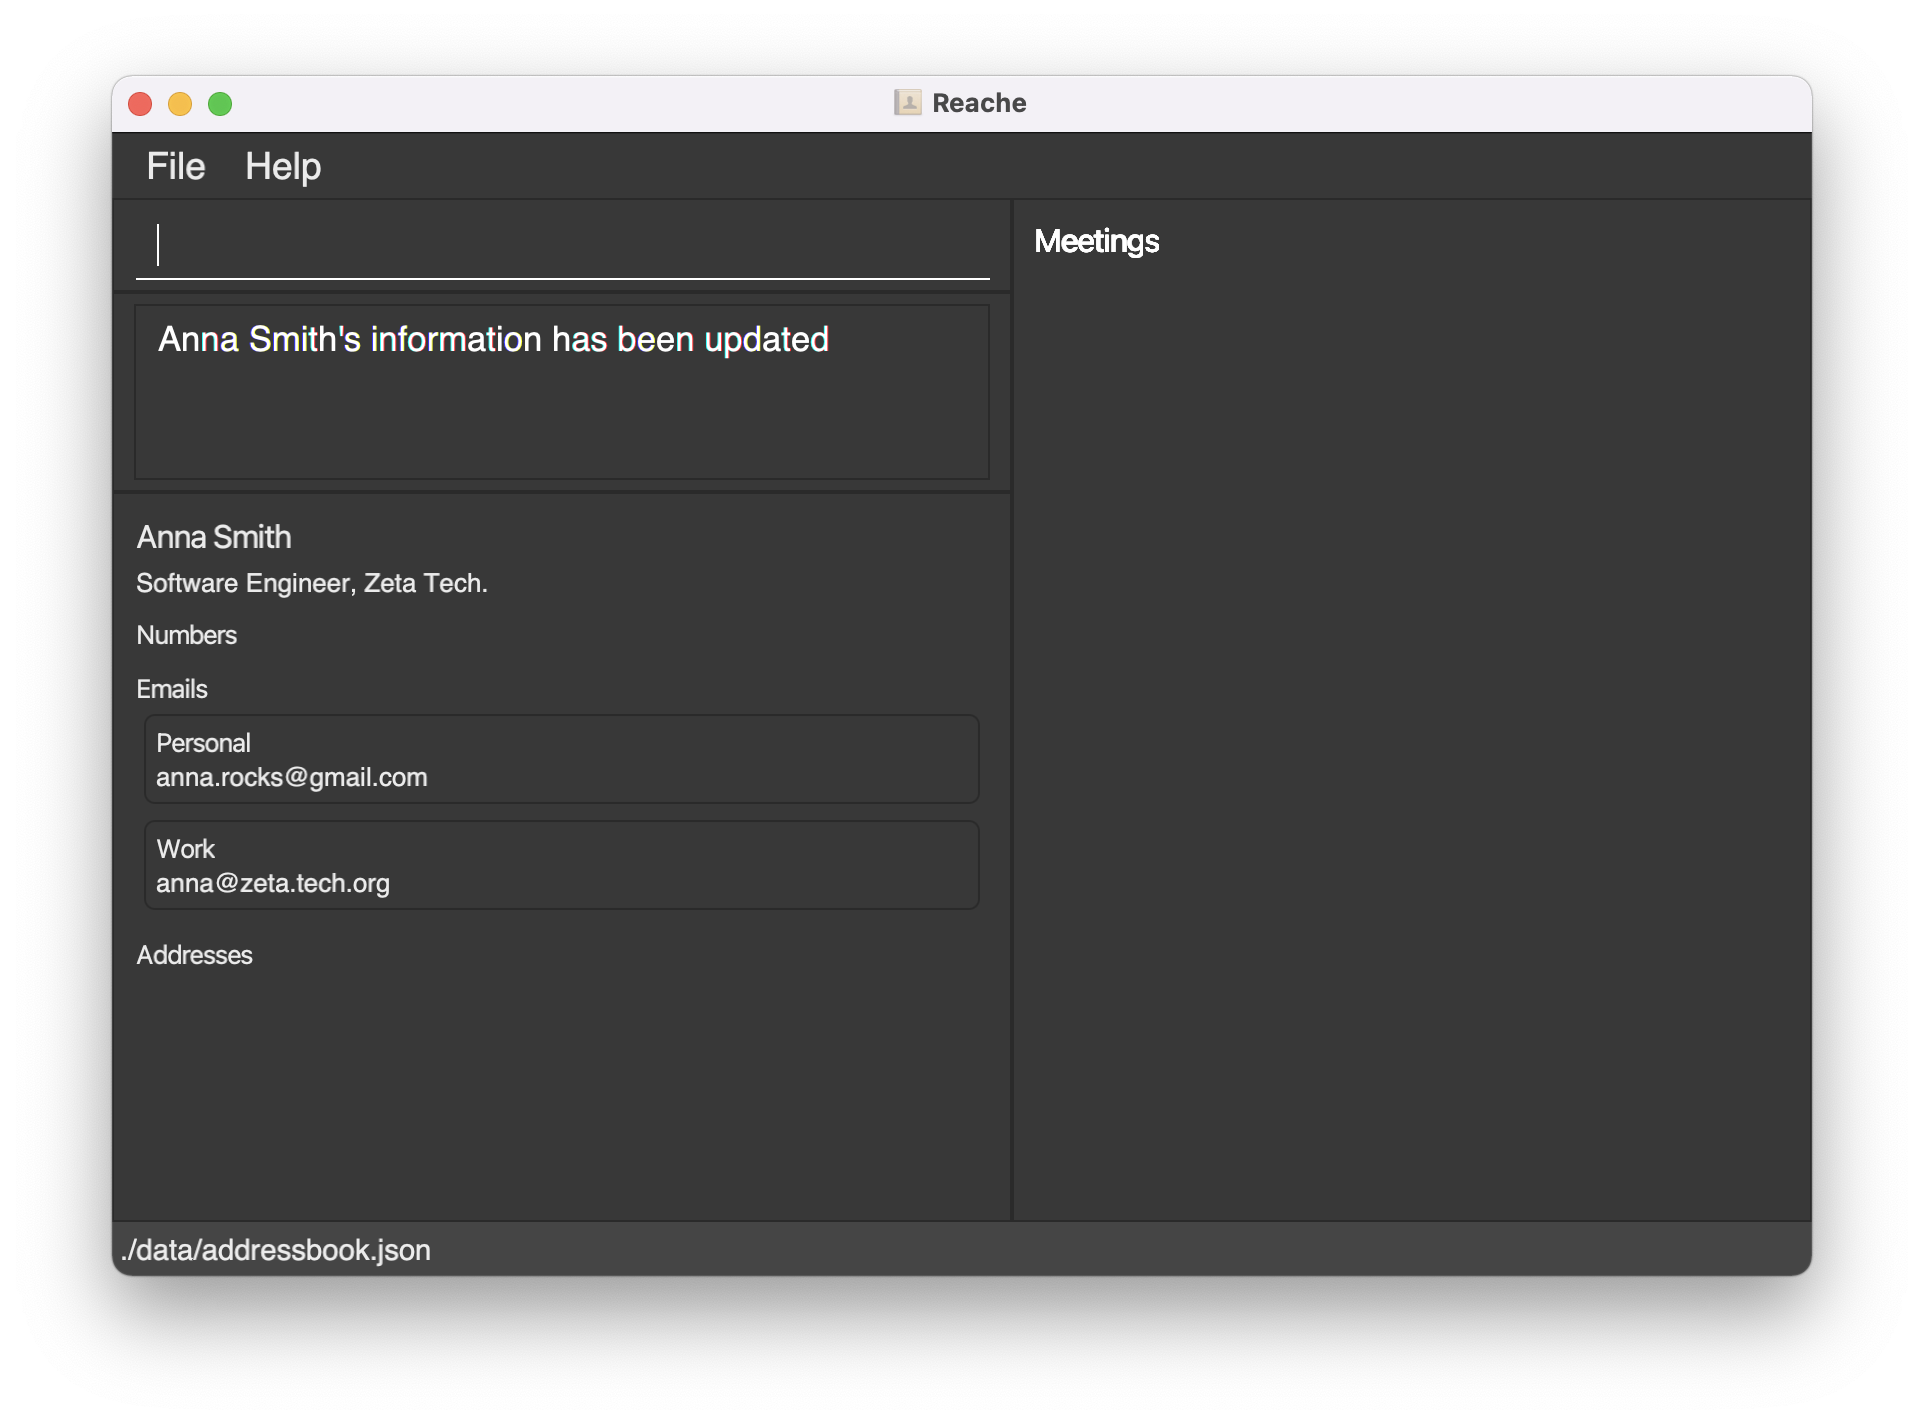 Reache
File Help
Anna Smith's information has been updated
Anna Smith
Software Engineer, Zeta Tech.
Numbers
Emails
Personal
anna.rocks@gmail.com
Work
anna@zeta.tech.org
Addresses
Meetings
./data/addressbook.json